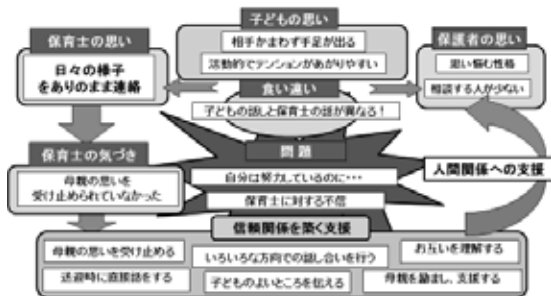 子どもの思い
相手かまわず手足が出る
活動的でテンションがあがりやすい
保育士の思い
日々の様子
をありのまま連絡
保護者の思い
思い悩む性格
相談する人が少ない
食い違い
子どもの話しと保育士の話が異なる!
保育士の気づき
母親の思いを
受け止められていなかった
問題
自分は努力しているのに・・・
保育士に対する不信
人間関係への支援
信頼関係を築く支援
母親の思いを受け止める
いろいろな方向での話し合いを行う
お互いを理解する
送迎時に直接話をする
子どものよいところを伝える
母親を励まし、支援する